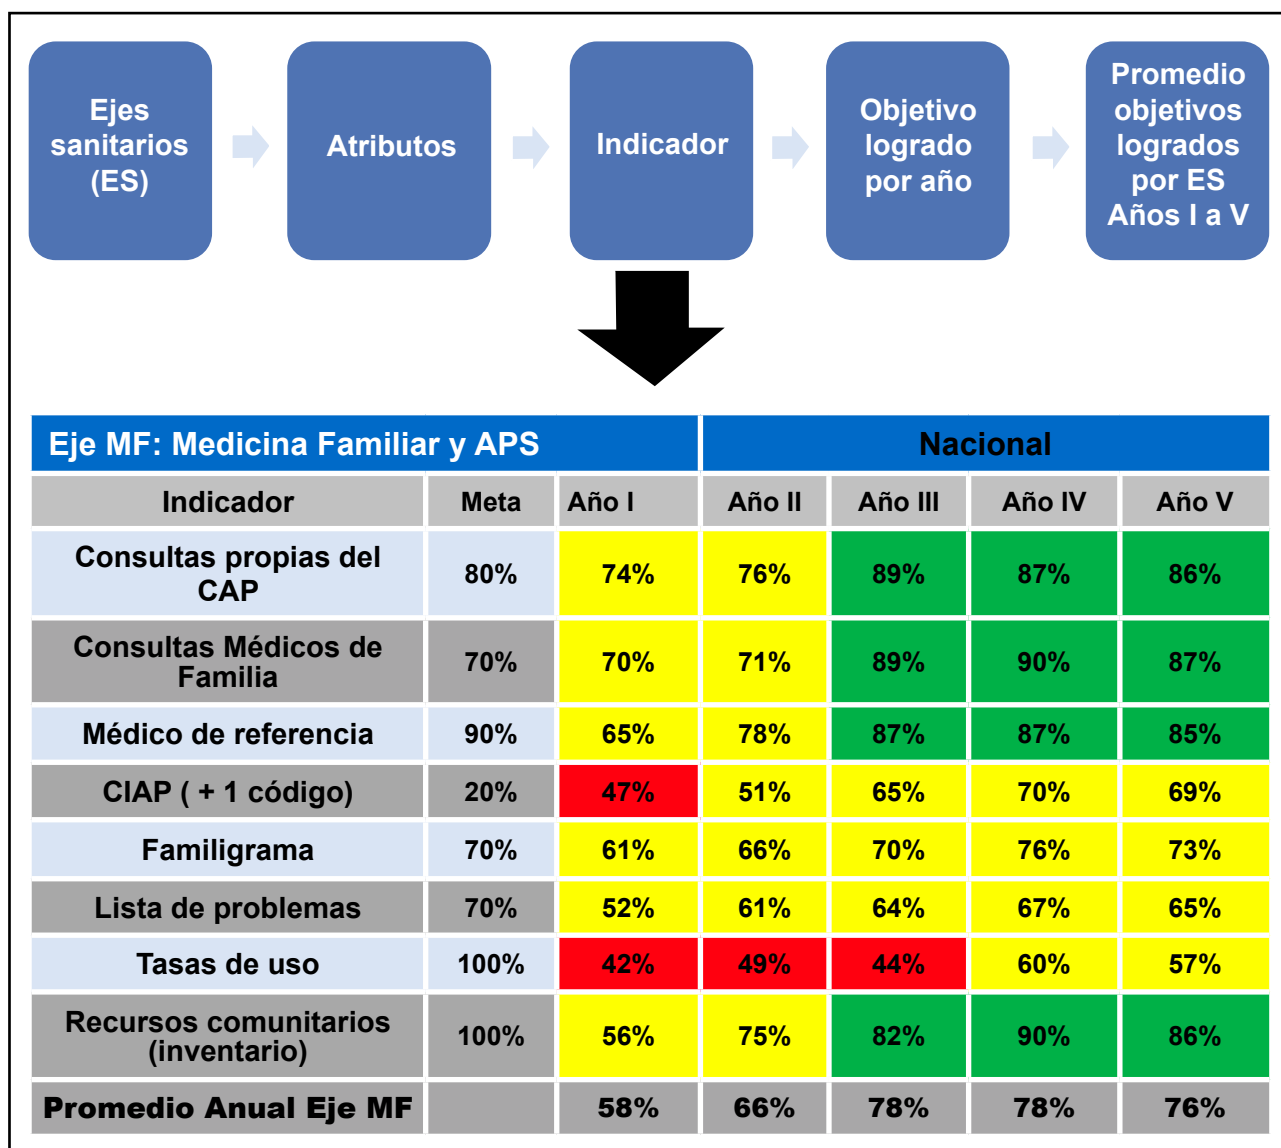 Ejes
sanitarios
(ES)
Atributos
Indicador
Objetivo
logrado
por año
Promedio
objetivos
logrados
por ES
Años I a V
Eje MF: Medicina Familiar y APS Nacional
Indicador Meta Año I Año II Año III Año IV Año V
Consultas propias del
CAP
80% 74% 76% 89% 87% 86%
Consultas Médicos de
Familia
70% 70% 71% 89% 90% 87%
Médico de referencia 90% 65% 78% 87% 87% 85%
CIAP ( + 1 código) 20% 47% 51% 65% 70% 69%
Familigrama 70% 61% 66% 70% 76% 73%
Lista de problemas 70% 52% 61% 64% 67% 65%
Tasas de uso 100% 42% 49% 44% 60% 57%
Recursos comunitarios
(inventario)
100% 56% 75% 82% 90% 86%
Promedio Anual Eje MF 58% 66% 78% 78% 76%